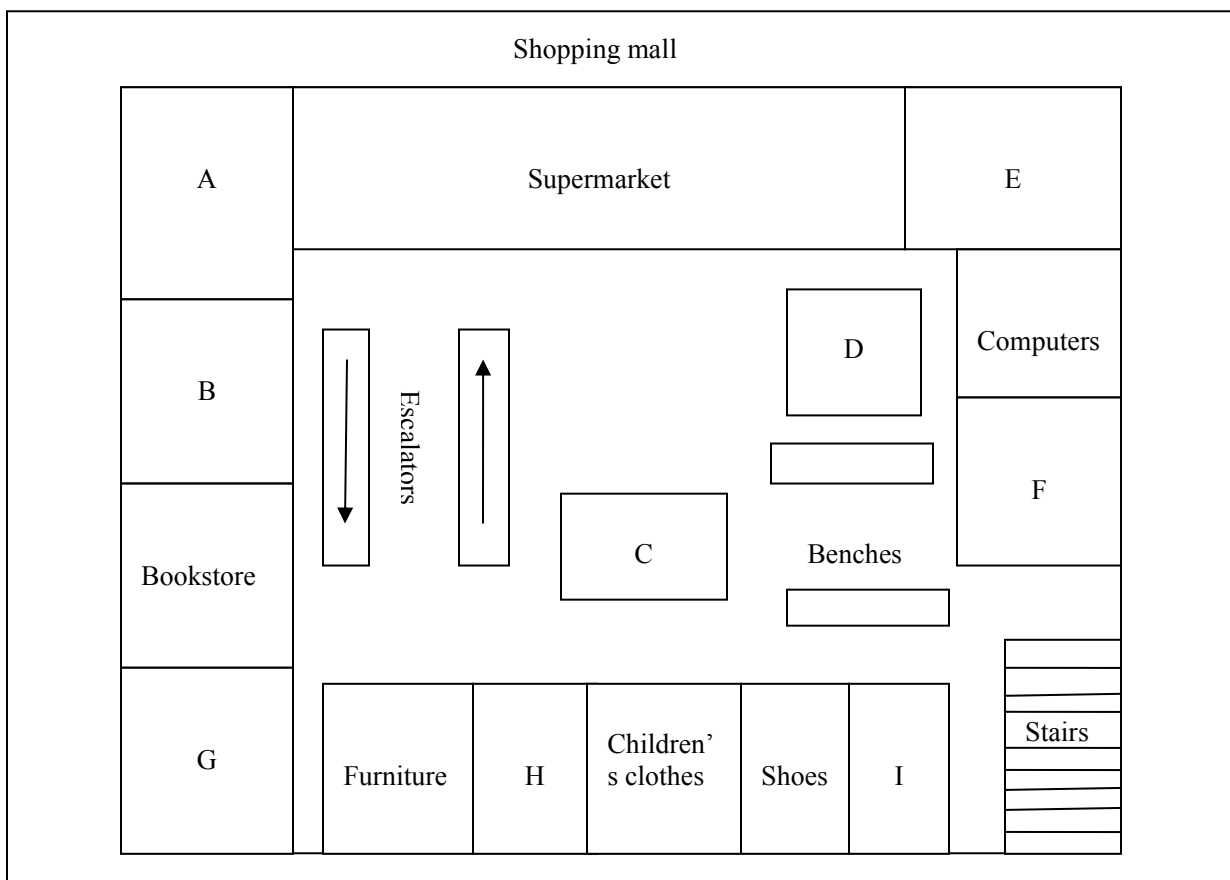 Shopping mall
A
Supermarket
E
B
Escalators
D
Computers
Bookstore
C
Benches
F
G
Furniture
H
Children’
s clothes
Shoes
I
Stairs